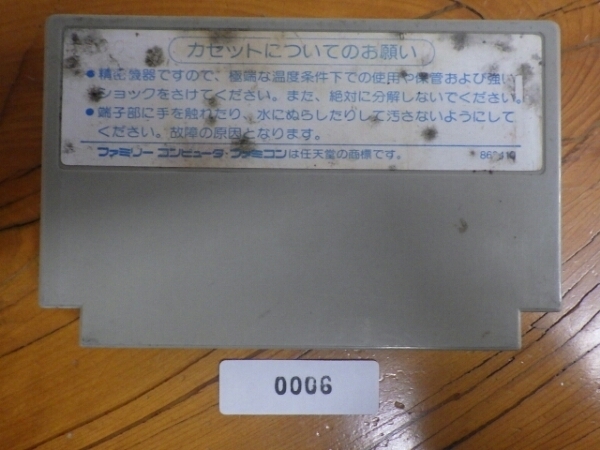 カセットについてのお願い
●精密機器ですので、極端な温度条件下での使用や保管および強い
ショックをさけてください。また、絶対に分解しないでください。
●端子部に手を触れたり、水にぬらしたりして汚さないようにして
ください。故障の原因となります。
ファミリーコンピュータ・ファミコンは任天堂の商標です。
0006